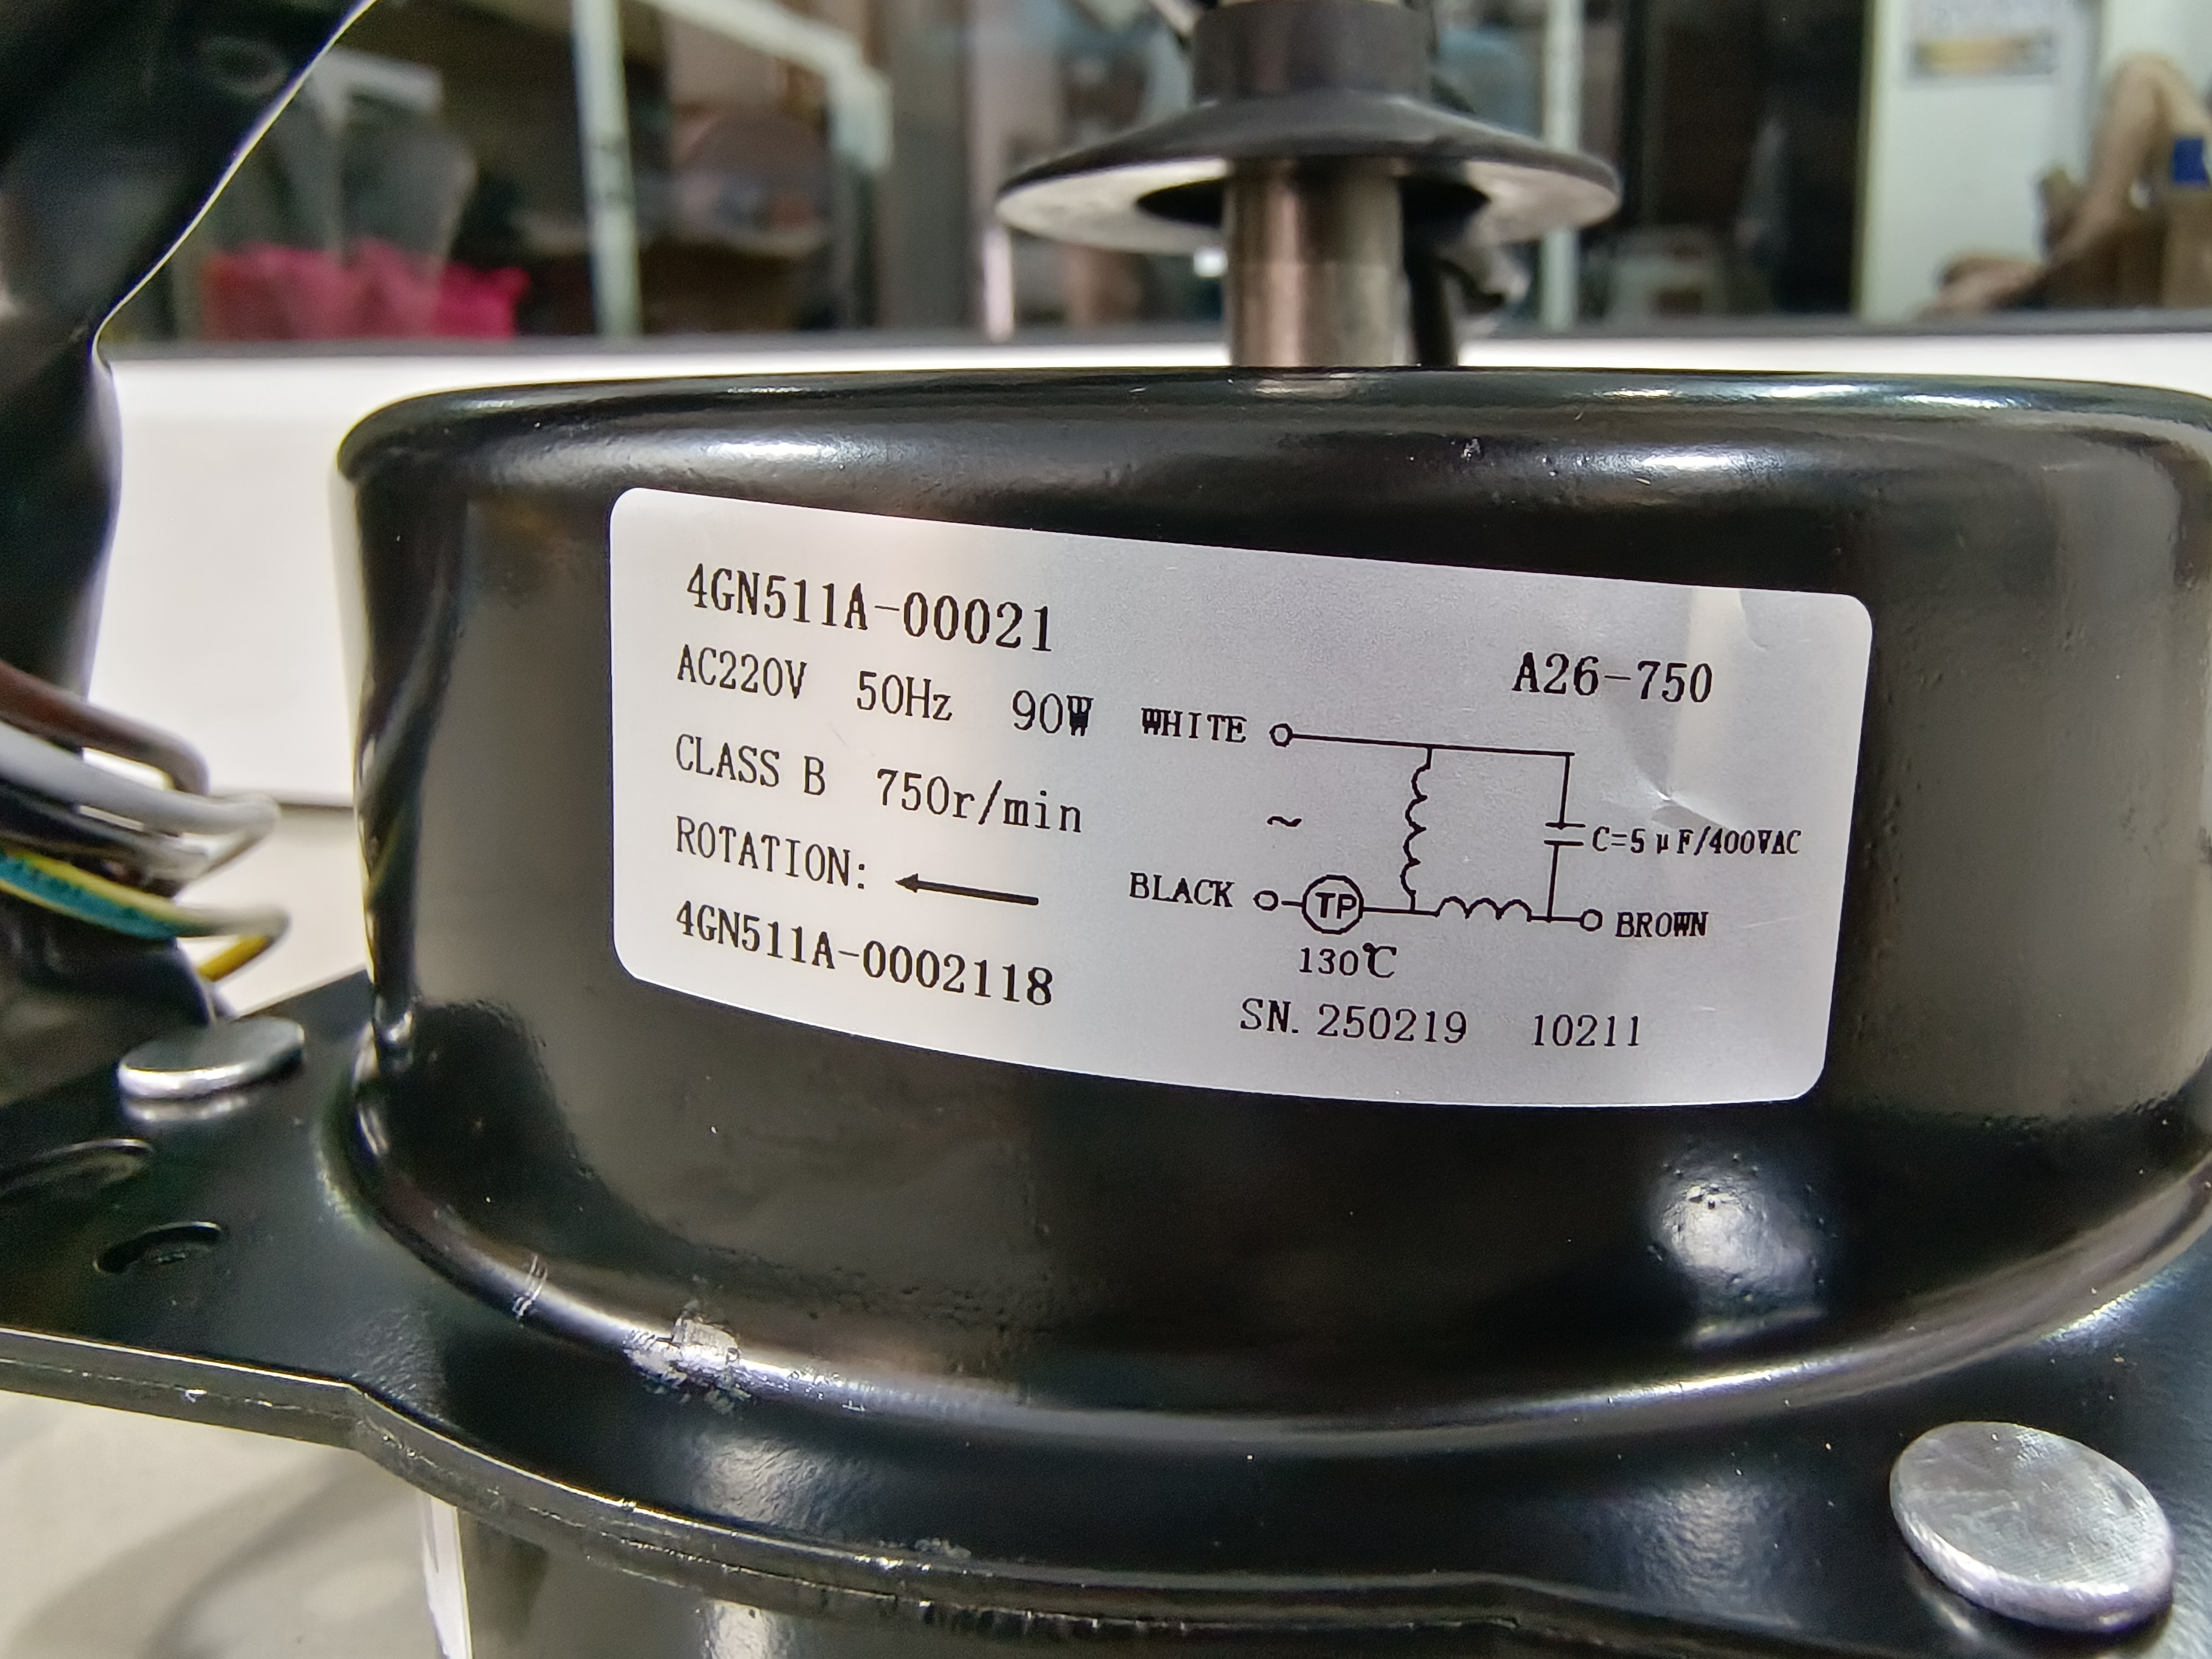 4GN511A-00021
A26-750
AC220V 50Hz 90W
WHITE
CLASS B 750r/min
~
C=5μF/400VAC
ROTATION: ←
BLACK
TP
BROWN
130℃
4GN511A-0002118
SN. 250219 10211